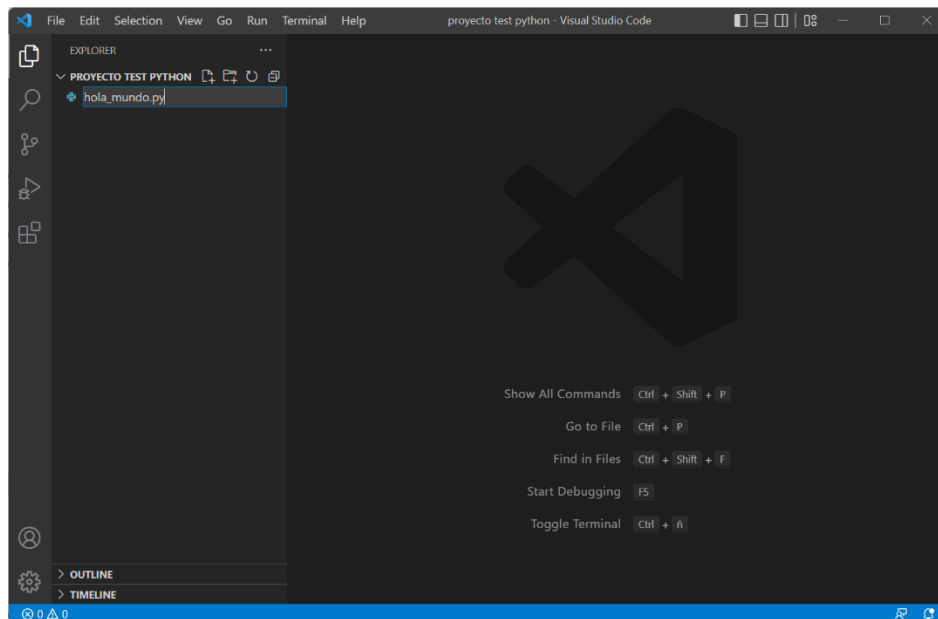 File Edit Selection View Go Run Terminal Help proyecto test python - Visual Studio Code
EXPLORER
PROYECTO TEST PYTHON
hola_mundo.py
Show All Commands Ctrl + Shift + P
Go to File Ctrl + P
Find in Files Ctrl + Shift + F
Start Debugging F5
Toggle Terminal Ctrl + ñ
OUTLINE
TIMELINE
0 0